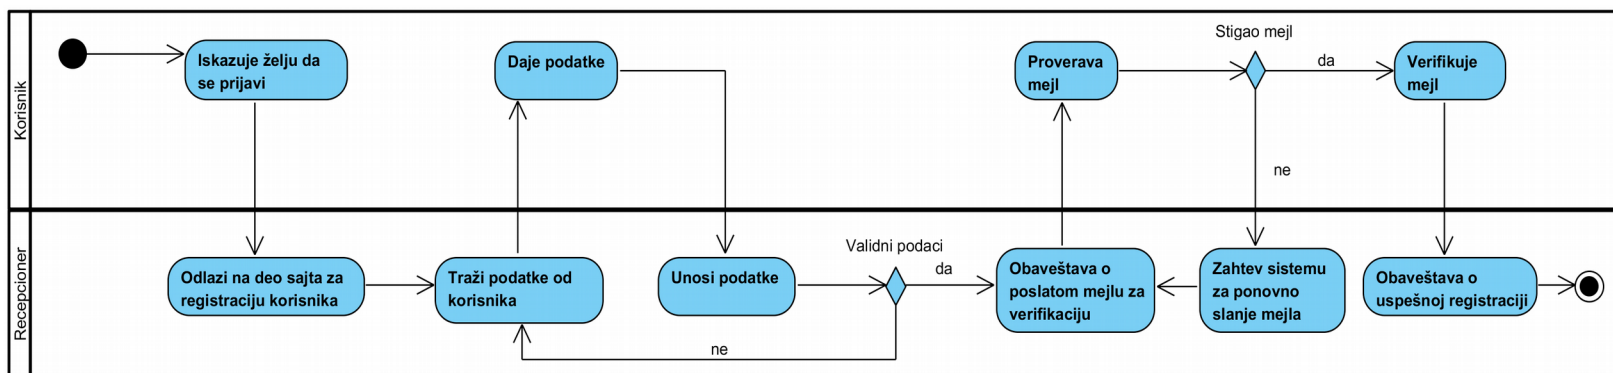 Korisnik
Iskazuje želju da
se prijavi
Daje podatke
Proverava
mejl
Stigao mejl
da
Verifikuje
mejl
ne
Recepcioner
Odlazi na deo sajta za
registraciju korisnika
Traži podatke od
korisnika
Unosi podatke
Validni podaci
da
ne
Obaveštava o
poslatom mejlu za
verifikaciju
Zahtev sistemu
za ponovno
slanje mejla
Obaveštava o
uspešnoj registraciji